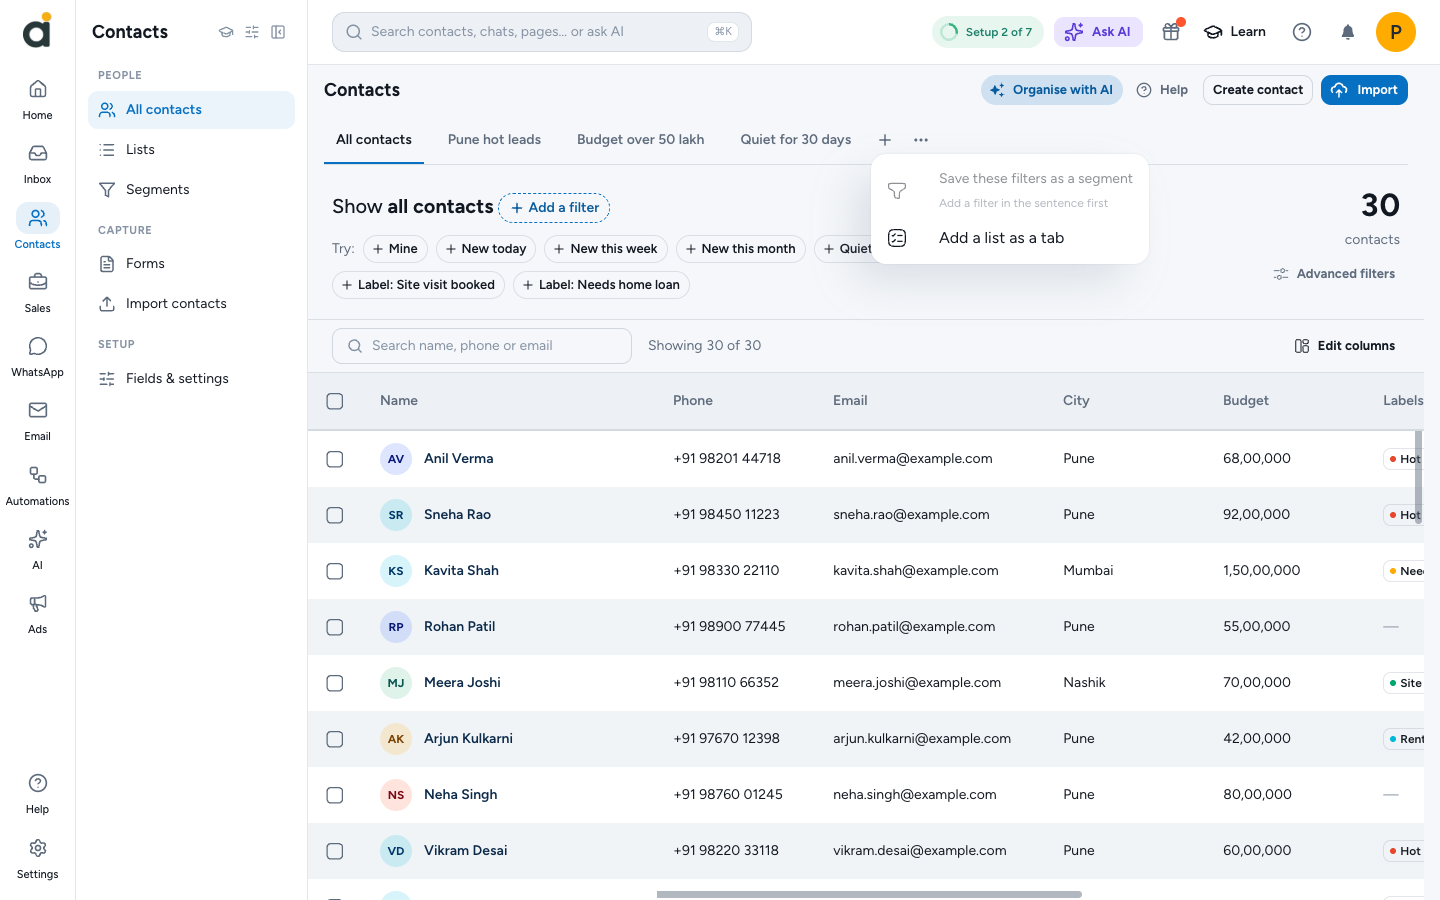 Contacts
Search contacts, chats, pages... or ask AI
⌘K
Setup 2 of 7
Ask AI
Learn
P
Home
Inbox
Contacts
Sales
WhatsApp
Email
Automations
AI
Ads
Help
Settings
PEOPLE
All contacts
Lists
Segments
CAPTURE
Forms
Import contacts
SETUP
Fields & settings
Contacts
Organise with AI
Help
Create contact
Import
All contacts
Pune hot leads
Budget over 50 lakh
Quiet for 30 days
Save these filters as a segment
Add a filter in the sentence first
Add a list as a tab
Show all contacts + Add a filter
30
contacts
Try: + Mine + New today + New this week + New this month + Quiet
+ Label: Site visit booked + Label: Needs home loan
Advanced filters
Search name, phone or email
Showing 30 of 30
Edit columns
Name Phone Email City Budget Labels
AV Anil Verma +91 98201 44718 anil.verma@example.com Pune 68,00,000 Hot
SR Sneha Rao +91 98450 11223 sneha.rao@example.com Pune 92,00,000 Hot
KS Kavita Shah +91 98330 22110 kavita.shah@example.com Mumbai 1,50,00,000
RP Rohan Patil +91 98900 77445 rohan.patil@example.com Pune 55,00,000 —
MJ Meera Joshi +91 98110 66352 meera.joshi@example.com Nashik 70,00,000 Site
AK Arjun Kulkarni +91 97670 12398 arjun.kulkarni@example.com Pune 42,00,000 Rent
NS Neha Singh +91 98760 01245 neha.singh@example.com Pune 80,00,000 —
VD Vikram Desai +91 98220 33118 vikram.desai@example.com Pune 60,00,000 Hot